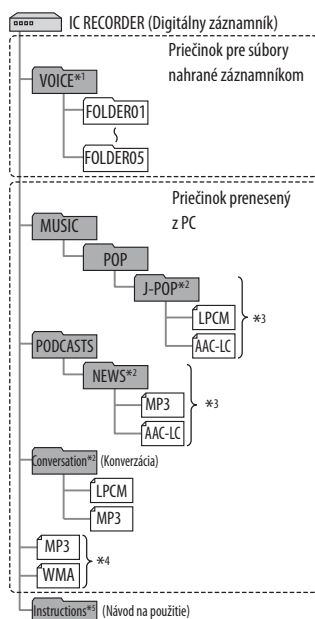 IC RECORDER (Digitálny záznamník)
Priečinok pre súbory
nahrané záznamníkom
VOICE*1
FOLDER01
FOLDER05
Priečinok prenesený
z PC
MUSIC
POP
J-POP*2
LPCM
*3
AAC-LC
PODCASTS
NEWS*2
MP3
*3
AAC-LC
Conversation*2 (Konverzácia)
LPCM
MP3
MP3
*4
WMA
Instructions*5 (Návod na použitie)